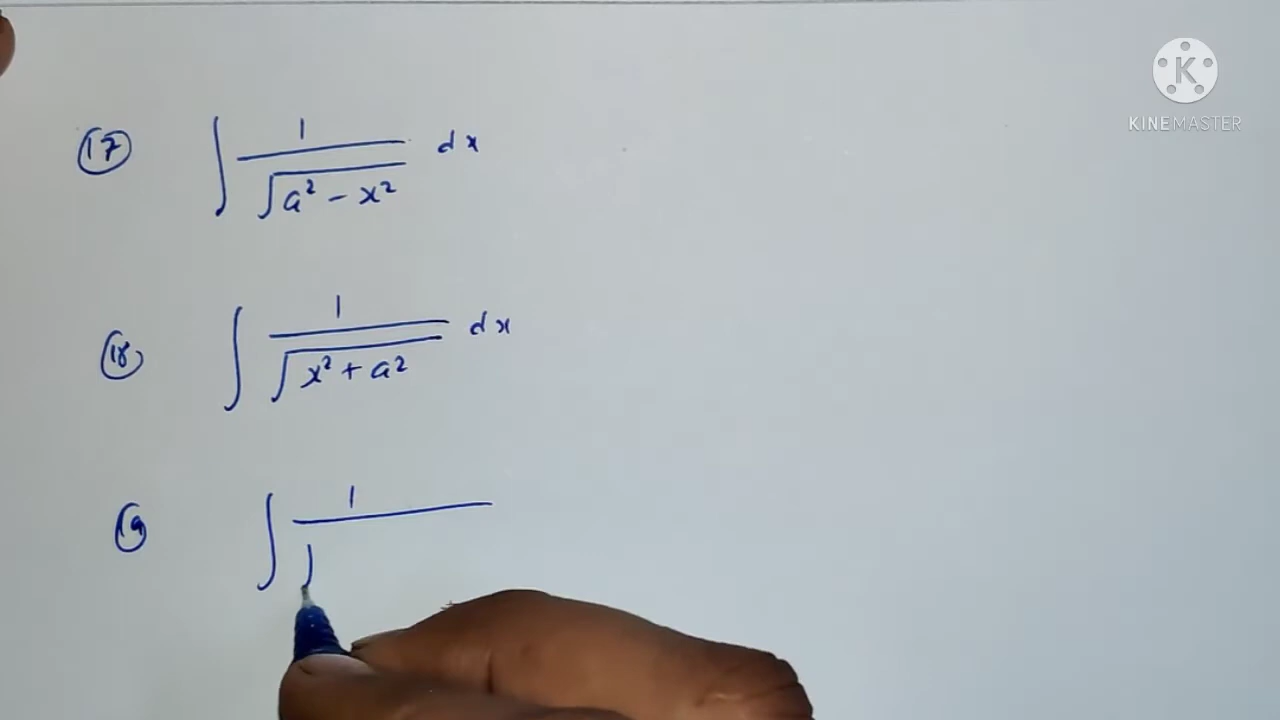 KINEMASTER
17 ∫ 1/√(a² - x²) dx
18 ∫ 1/√(x² + a²) dx
19 ∫ 1/√